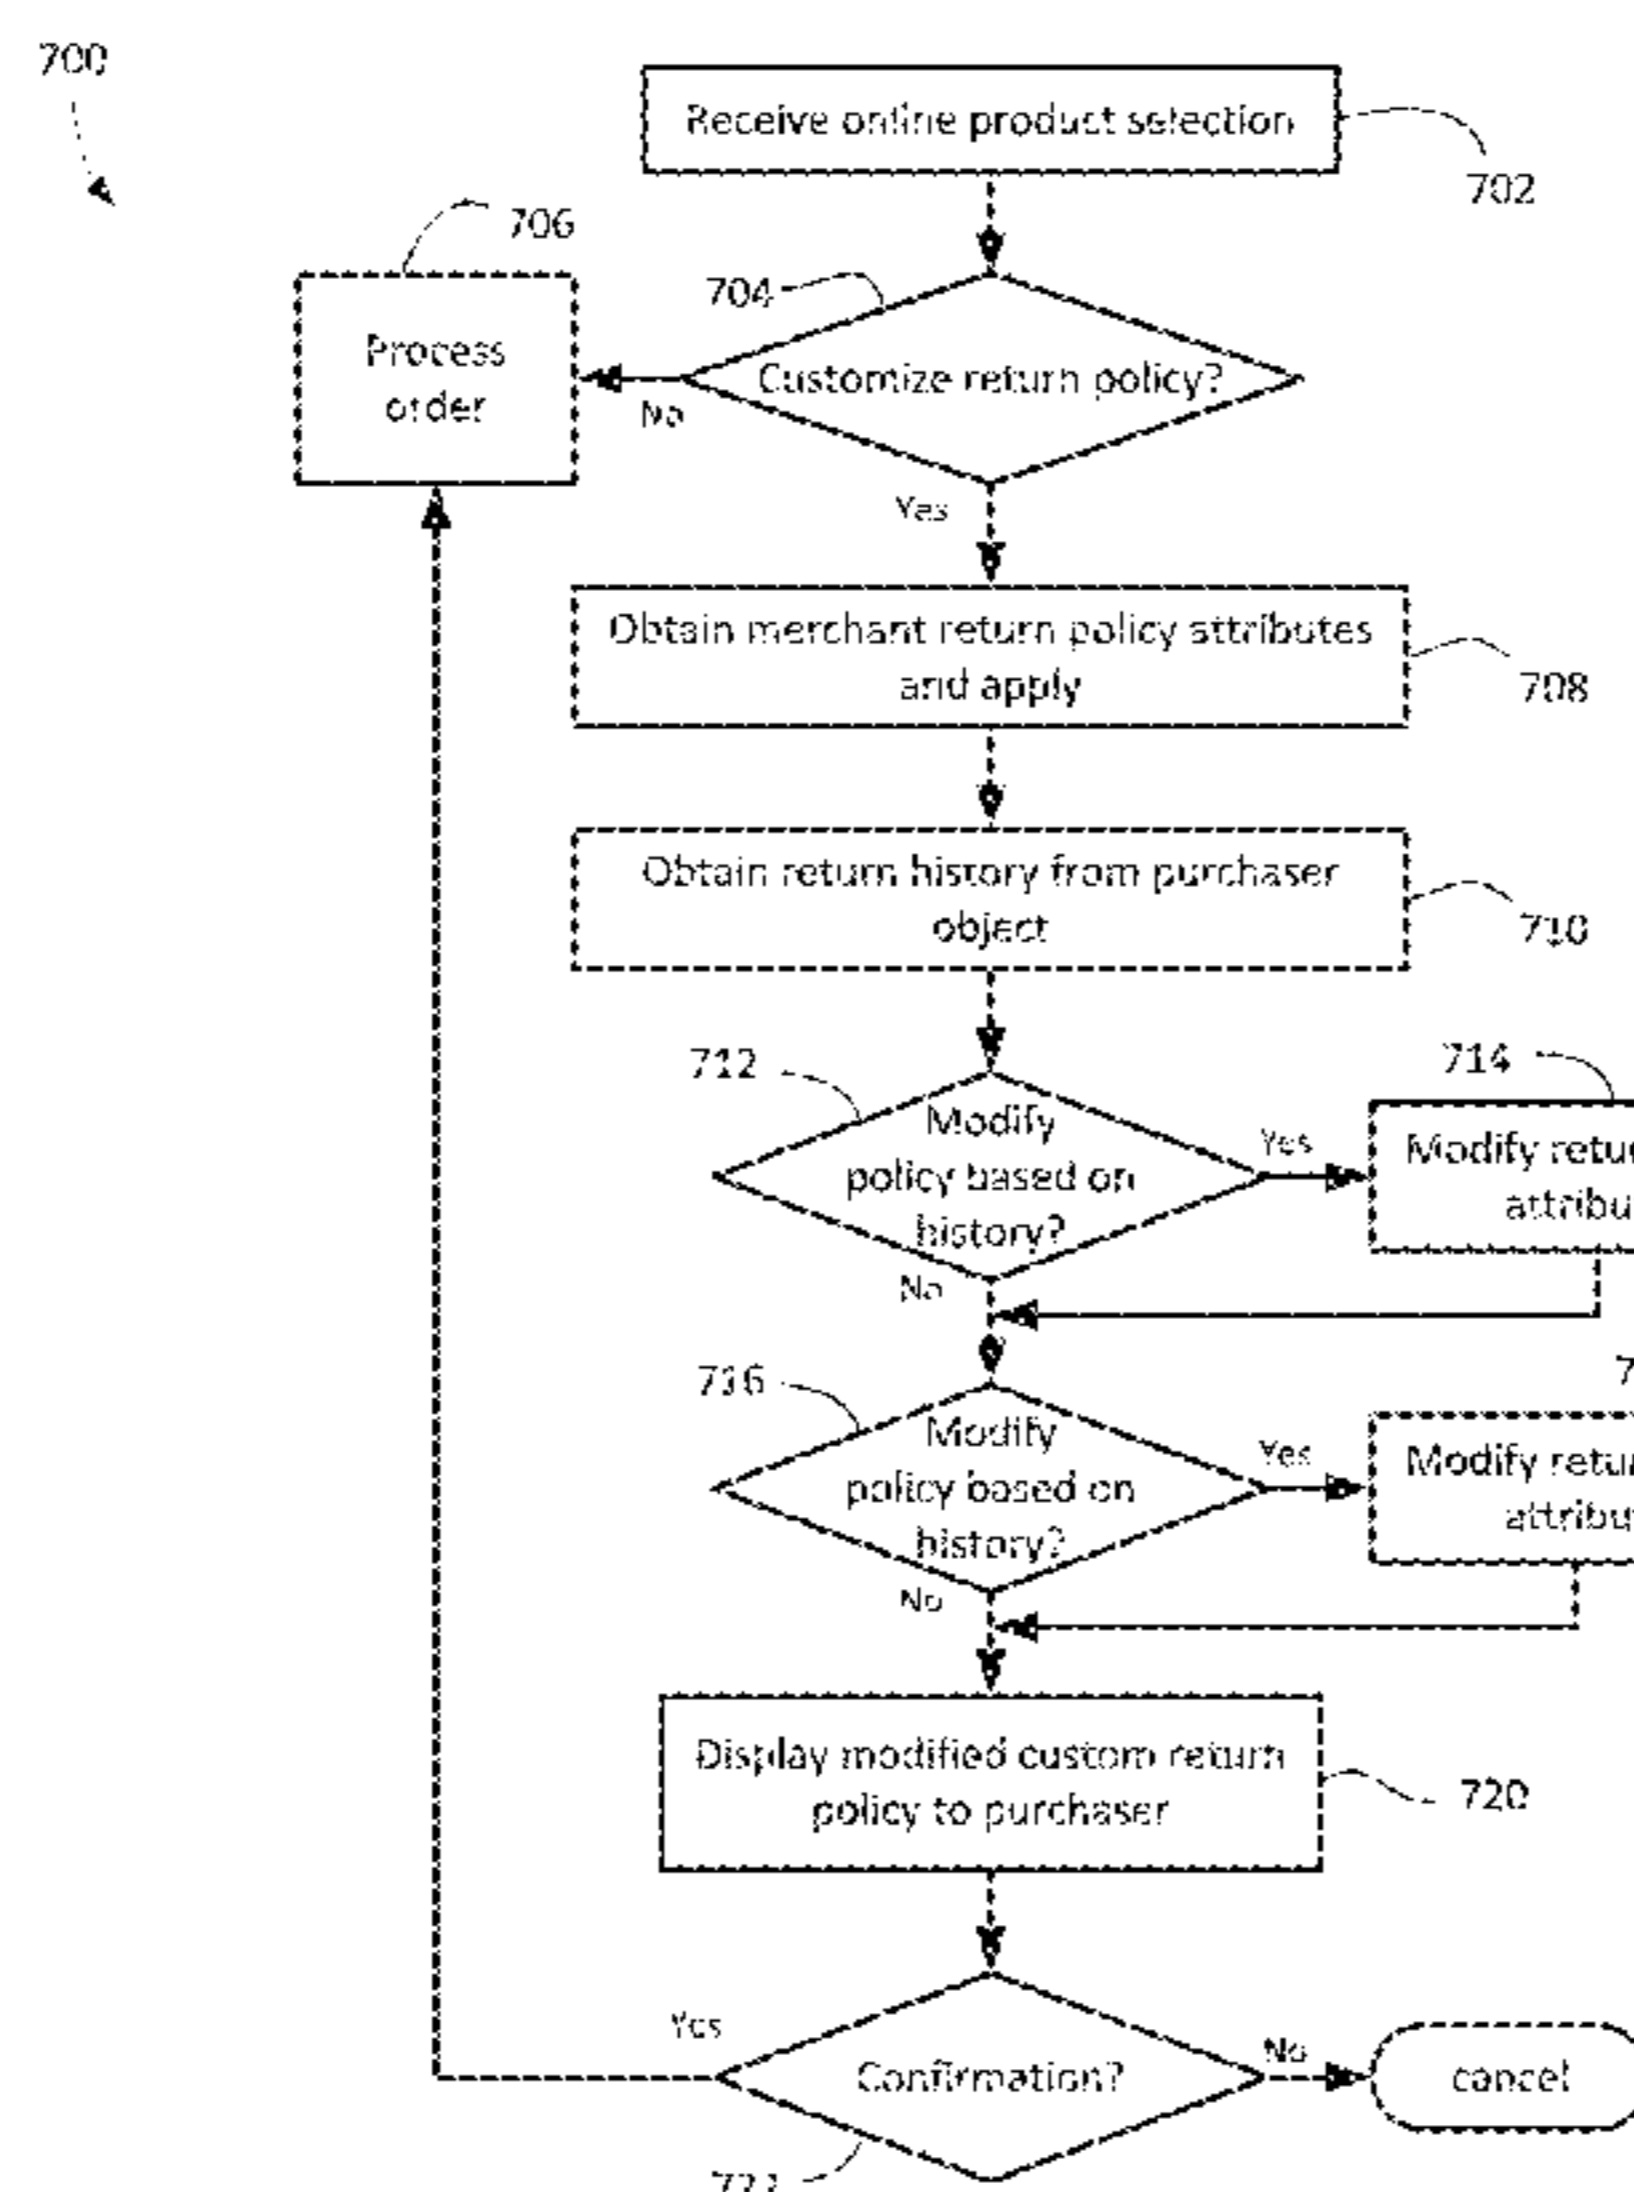 700
Receive online product selection
702
706
704
Process
order
Customize return policy?
No
Yes
Obtain merchant return policy attributes
and apply
708
Obtain return history from purchaser
object
710
712
Modify
policy based on
history?
Yes
714
Modify
No
716
Modify
policy based on
history?
Yes
Modify
No
Display modified custom return
policy to purchaser
720
Yes
Confirmation?
No
cancel